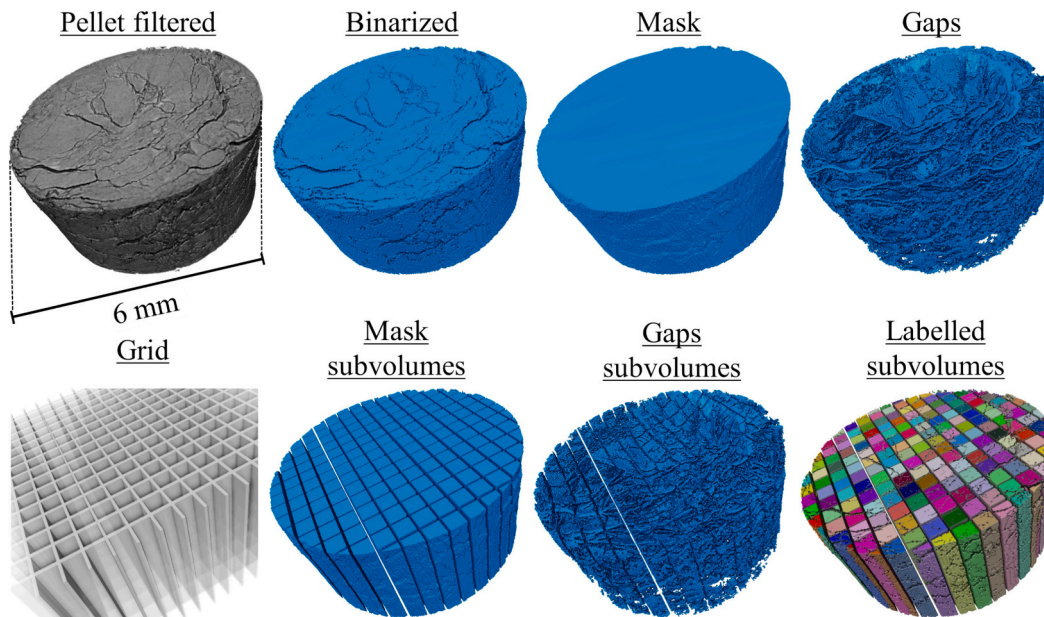 Pellet filtered
Binarized
Mask
Gaps
6 mm
Grid
Mask
subvolumes
Gaps
subvolumes
Labelled
subvolumes